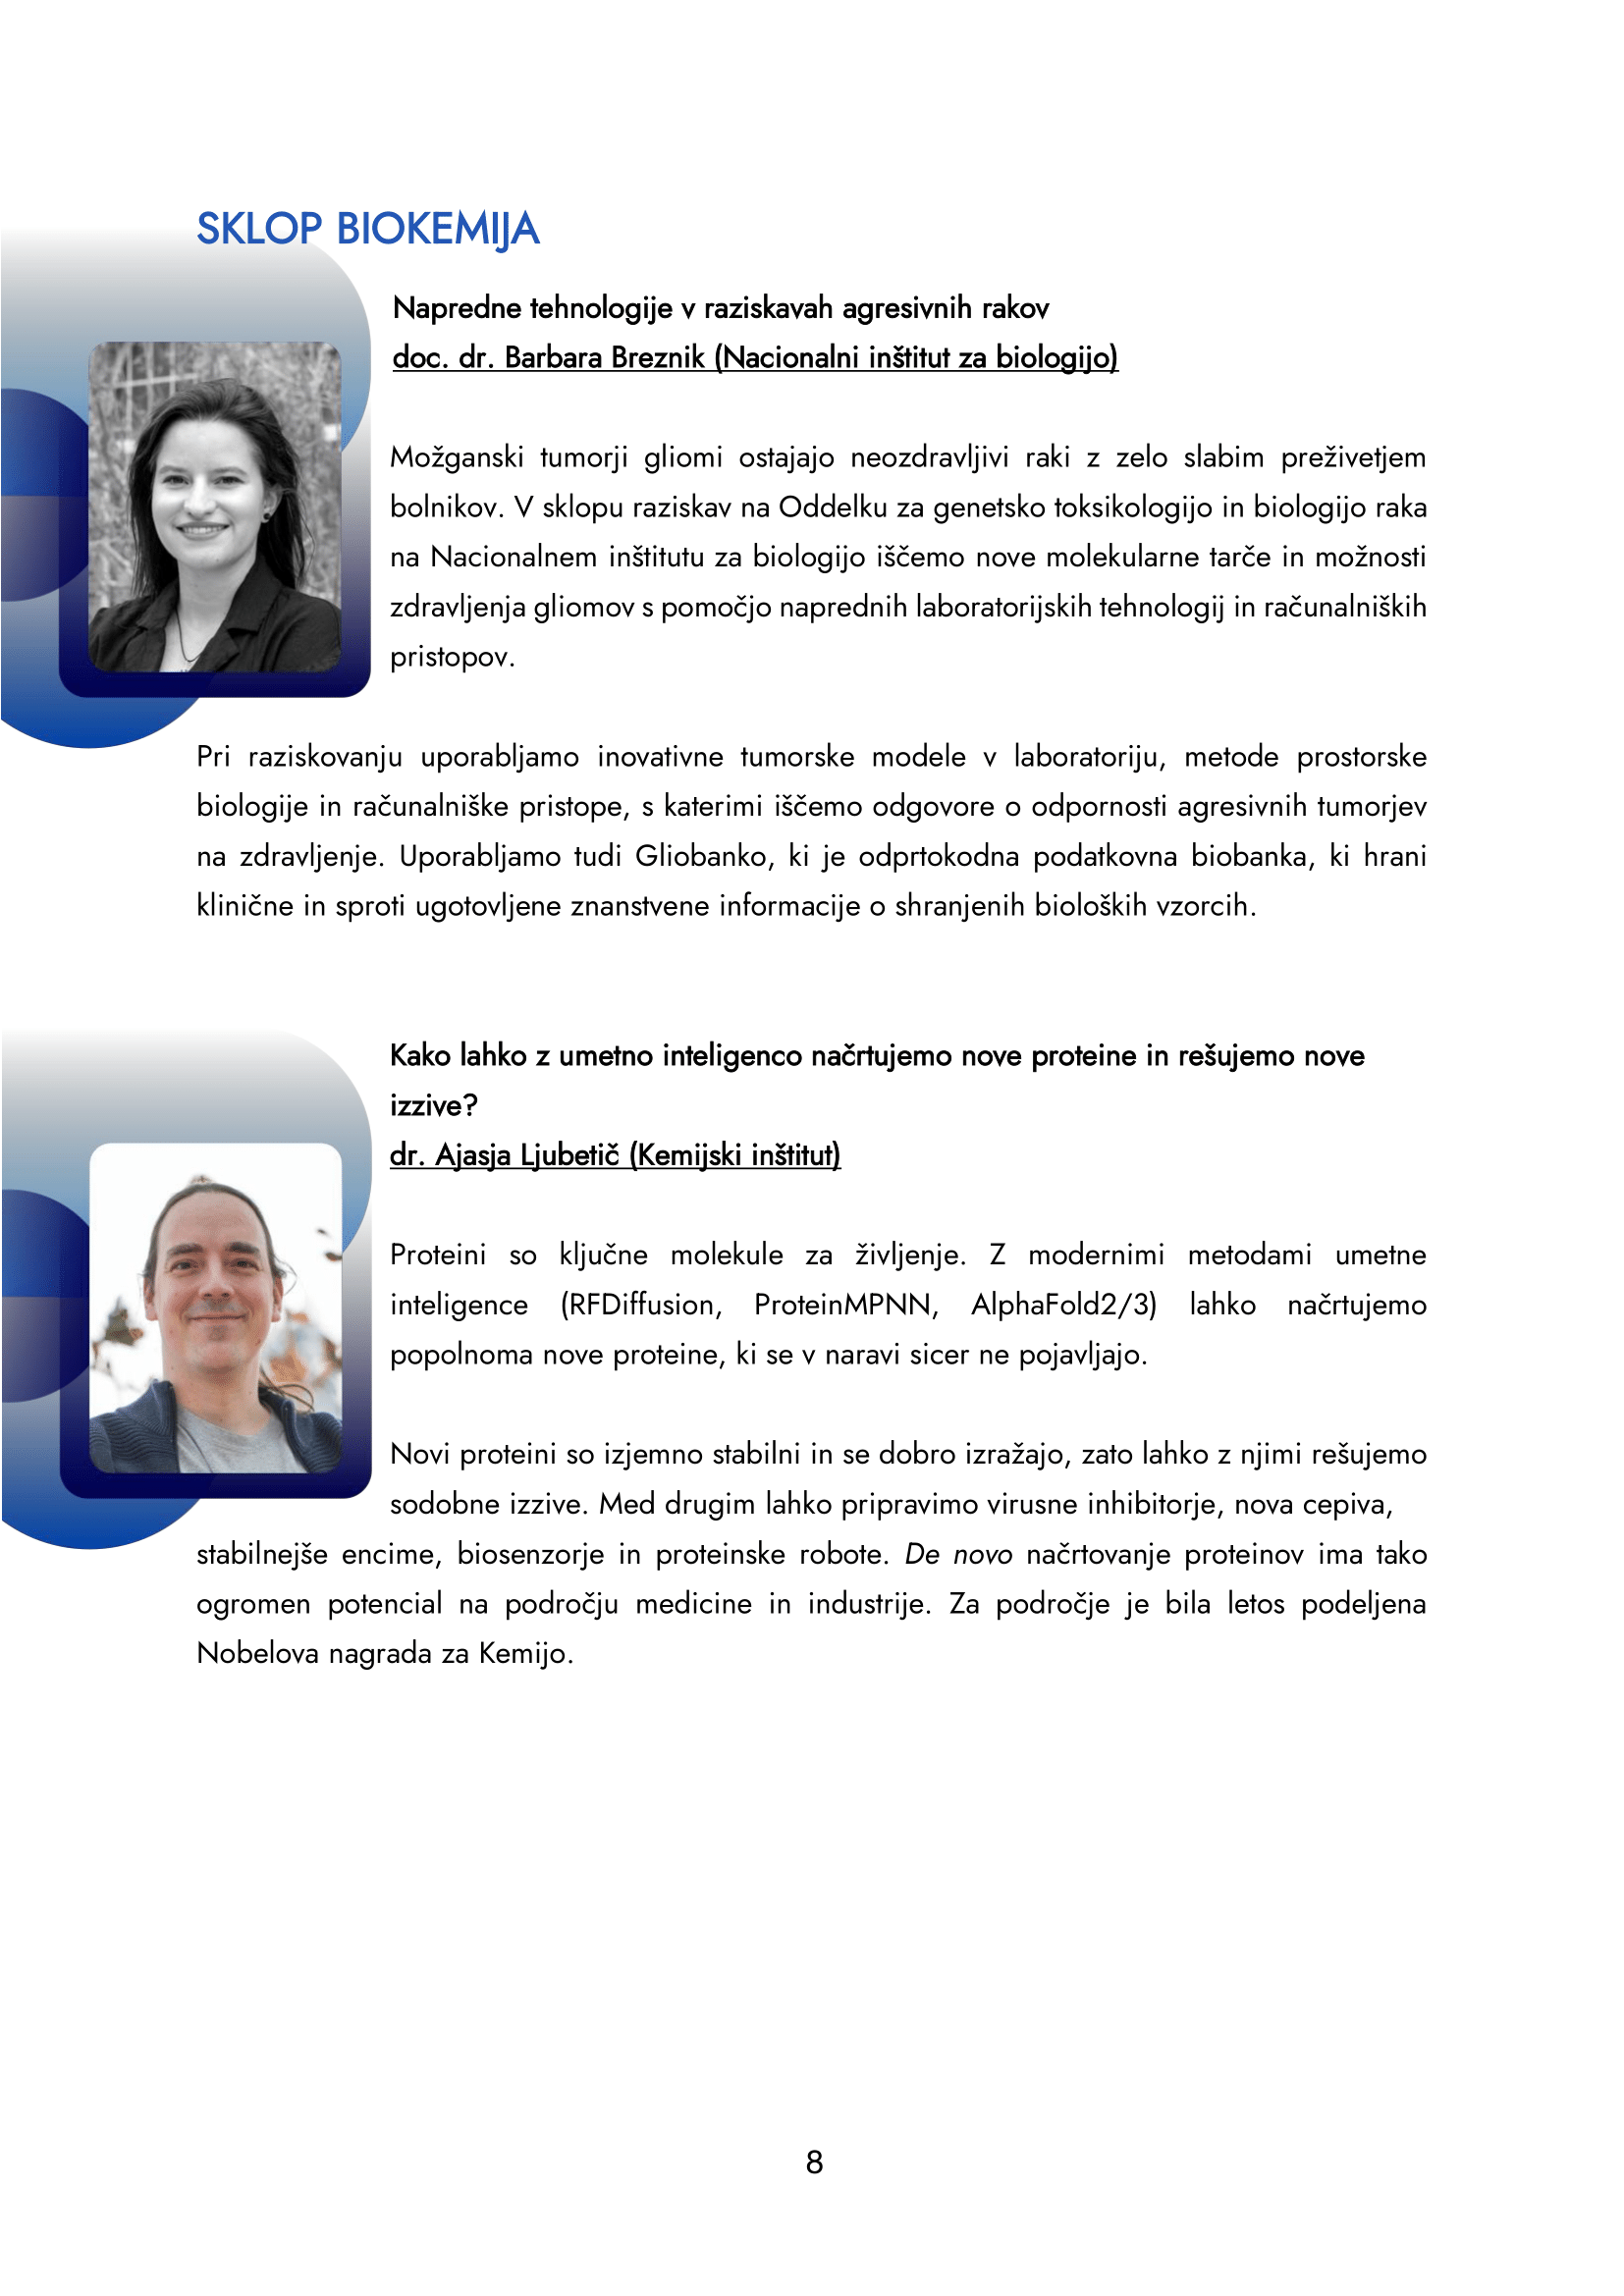 SKLOP BIOKEMIJA
Napredne tehnologije v raziskavah agresivnih rakov
doc. dr. Barbara Breznik (Nacionalni inštitut za biologijo)
Možganski tumorji gliomi ostajajo neozdravljivi raki z zelo slabim preživetjem
bolnikov. V sklopu raziskav na Oddelku za genetsko toksikologijo in biologijo raka
na Nacionalnem inštitutu za biologijo iščemo nove molekularne tarče in možnosti
zdravljenja gliomov s pomočjo naprednih laboratorijskih tehnologij in računalniških
pristopov.
Pri raziskovanju uporabljamo inovativne tumorske modele v laboratoriju, metode prostorske
biologije in računalniške pristope, s katerimi iščemo odgovore o odpornosti agresivnih tumorjev
na zdravljenje. Uporabljamo tudi Gliobanko, ki je odprtokodna podatkovna biobanka, ki hrani
klinične in sproti ugotovljene znanstvene informacije o shranjenih bioloških vzorcih.
Kako lahko z umetno inteligenco načrtujemo nove proteine in rešujemo nove
izzive?
dr. Ajasja Ljubetič (Kemijski inštitut)
Proteini so ključne molekule za življenje. Z modernimi metodami umetne
inteligence (RFDiffusion, ProteinMPNN, AlphaFold2/3) lahko načrtujemo
popolnoma nove proteine, ki se v naravi sicer ne pojavljajo.
Novi proteini so izjemno stabilni in se dobro izražajo, zato lahko z njimi rešujemo
sodobne izzive. Med drugim lahko pripravimo virusne inhibitorje, nova cepiva,
stabilnejše encime, biosenzorje in proteinske robote. De novo načrtovanje proteinov ima tako
ogromen potencial na področju medicine in industrije. Za področje je bila letos podeljena
Nobelova nagrada za Kemijo.
8